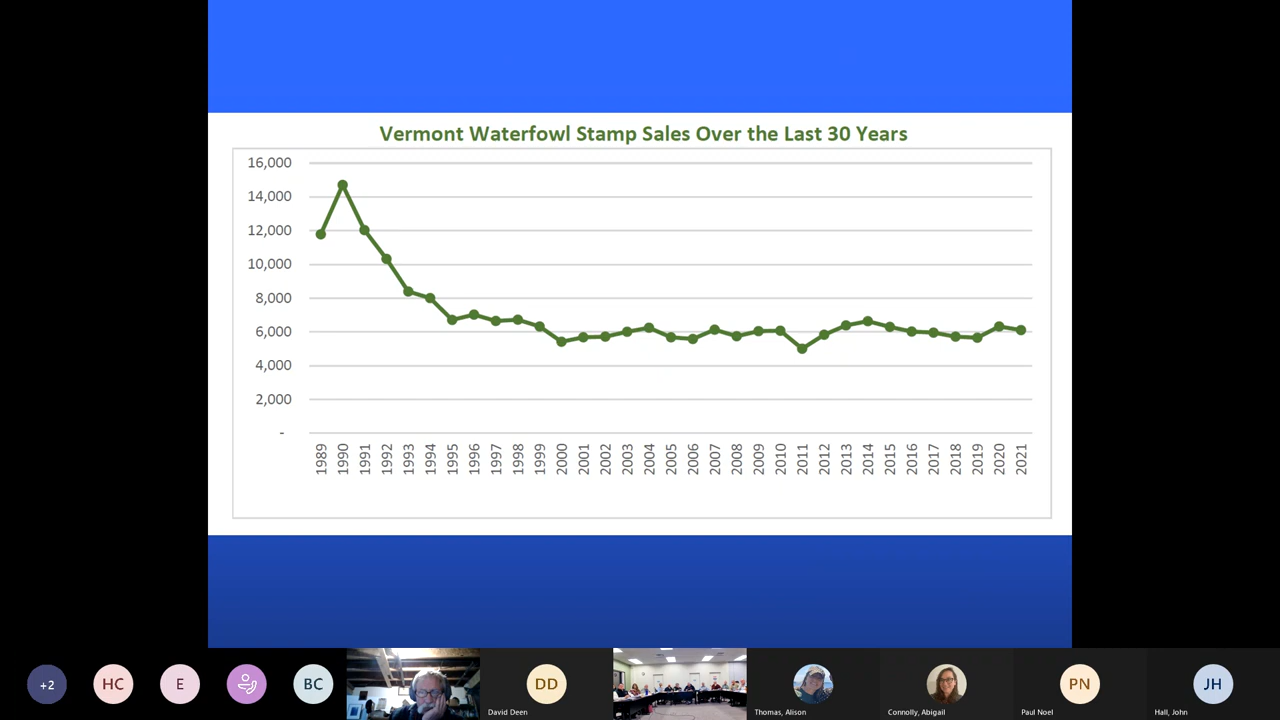 Vermont Waterfowl Stamp Sales Over the Last 30 Years
16,000
14,000
12,000
10,000
8,000
6,000
4,000
2,000
-
1989 1990 1991 1992 1993 1994 1995 1996 1997 1998 1999 2000 2001 2002 2003 2004 2005 2006 2007 2008 2009 2010 2011 2012 2013 2014 2015 2016 2017 2018 2019 2020 2021
+2 HC E BC DD PN JH
David Deen Thomas, Alison Connolly, Abigail Paul Noel Hall, John